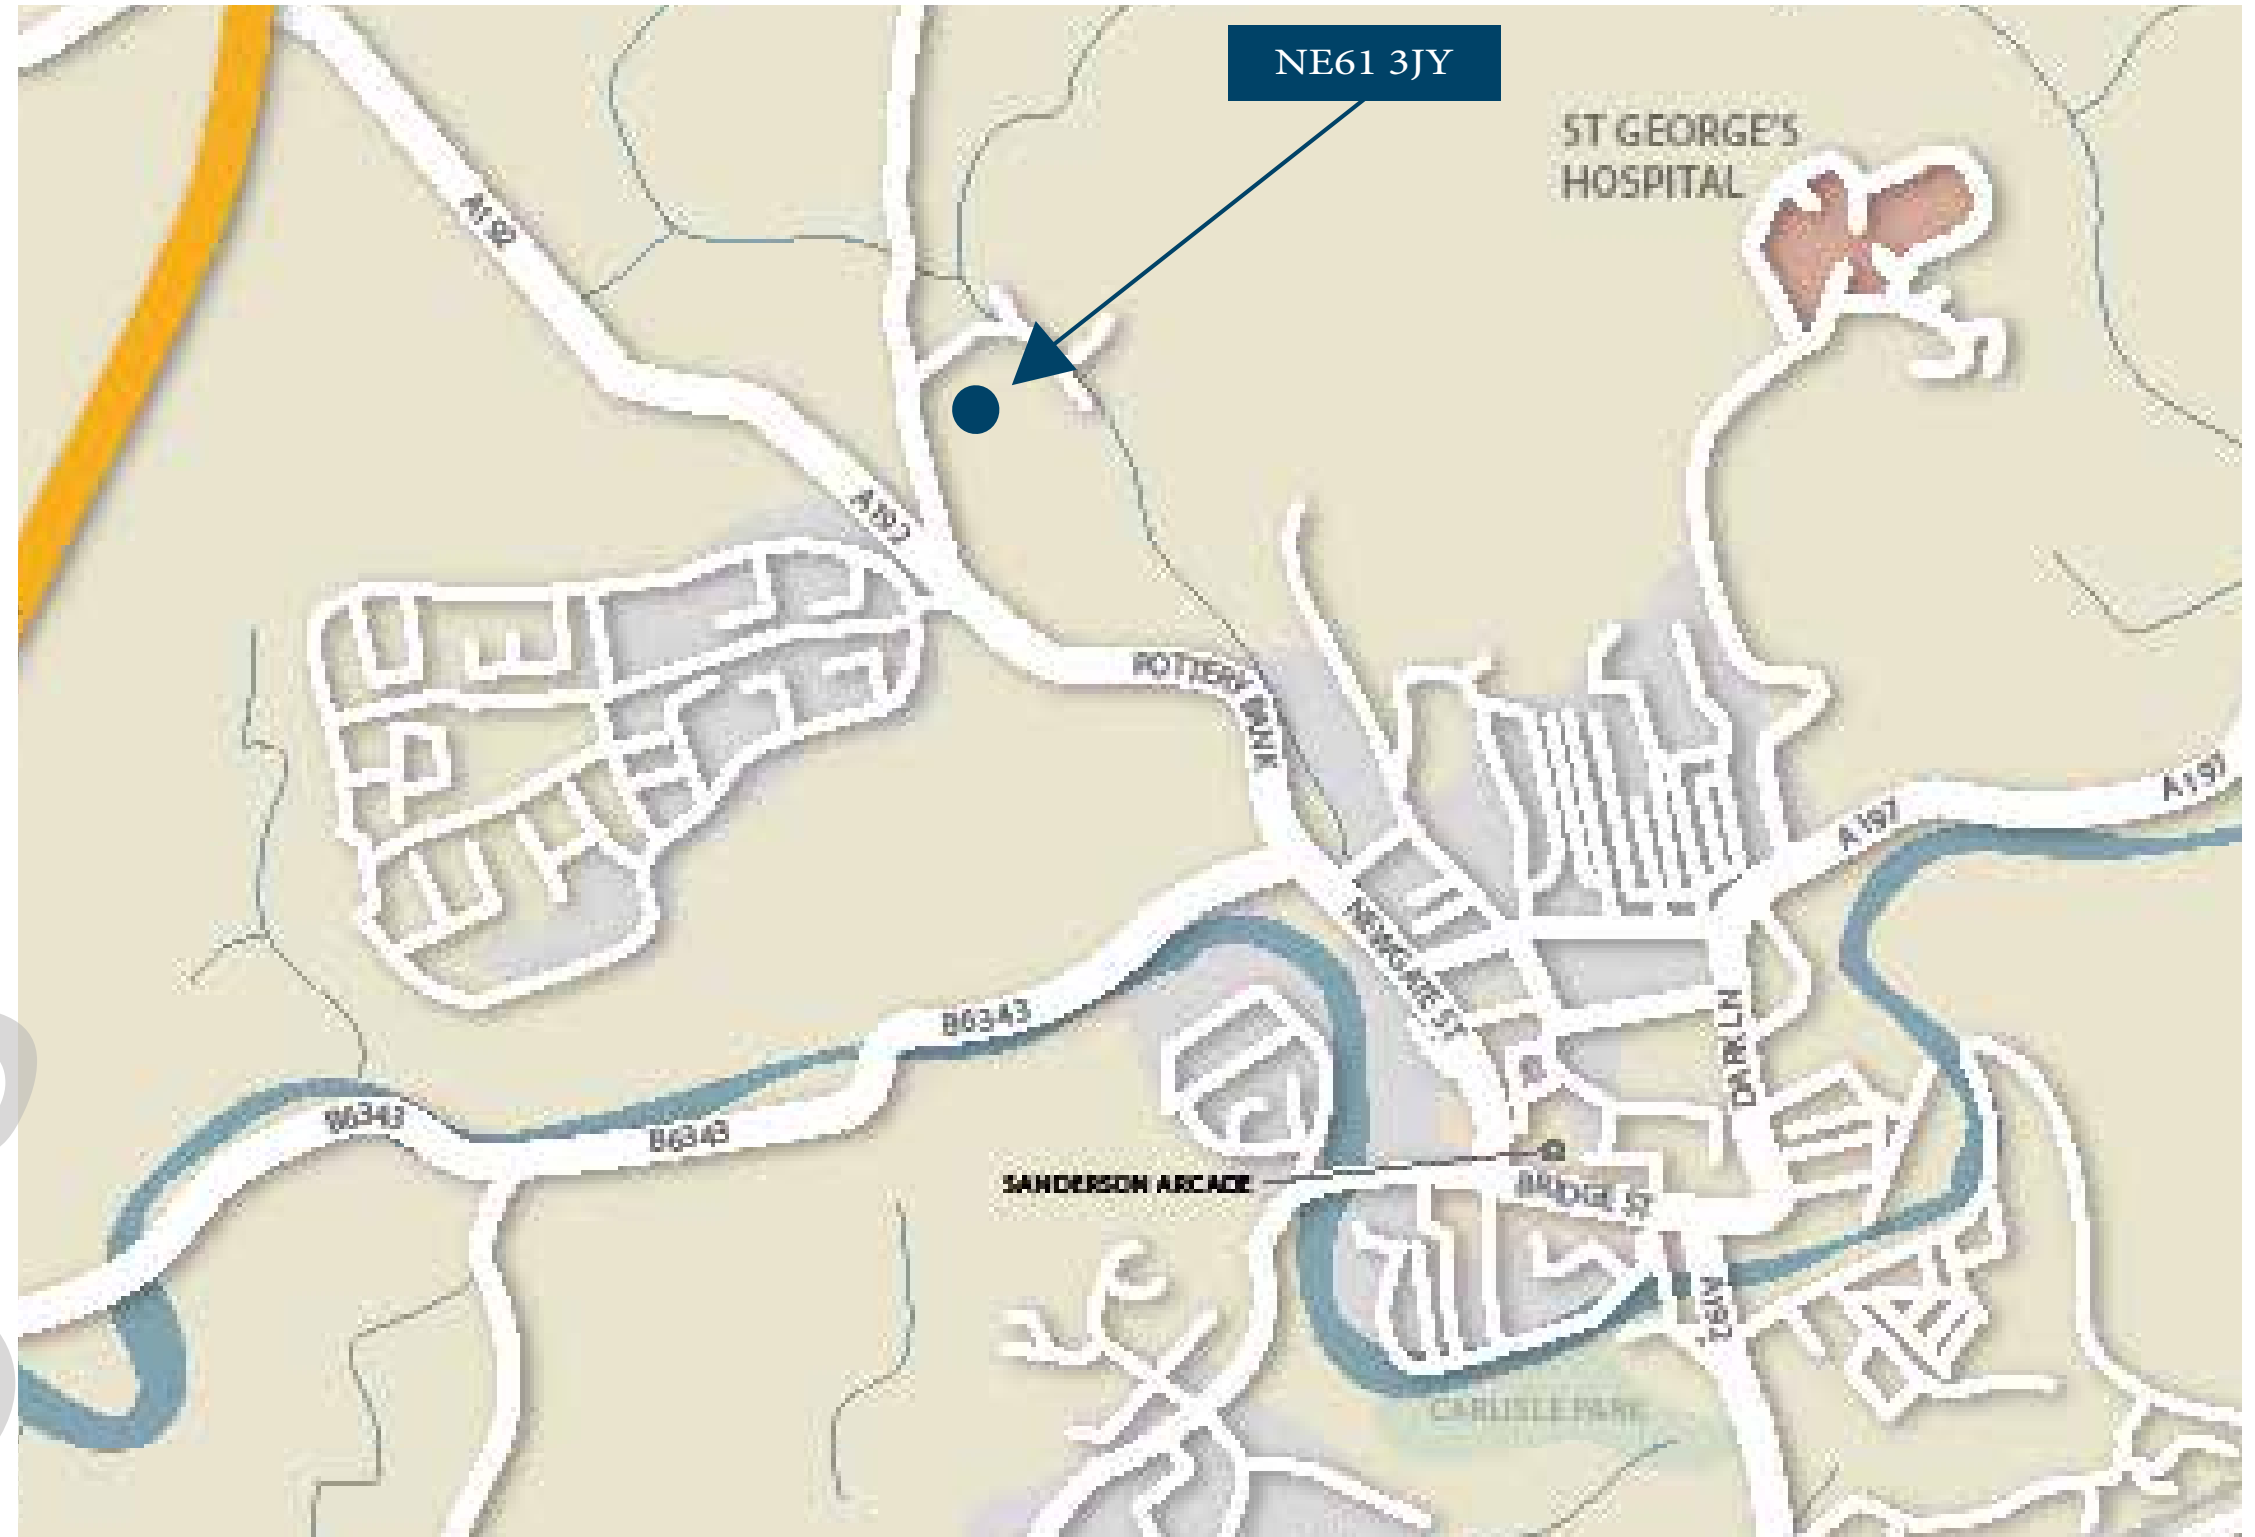 NE61 3JY
ST GEORGE'S
HOSPITAL
A192
A192
POTTERY BANK
A197
A197
NEWGATE ST
B6343
DARK LN
B6343
B6343
SANDERSON ARCADE
BRIDGE ST
A192
CARLISLE PARK